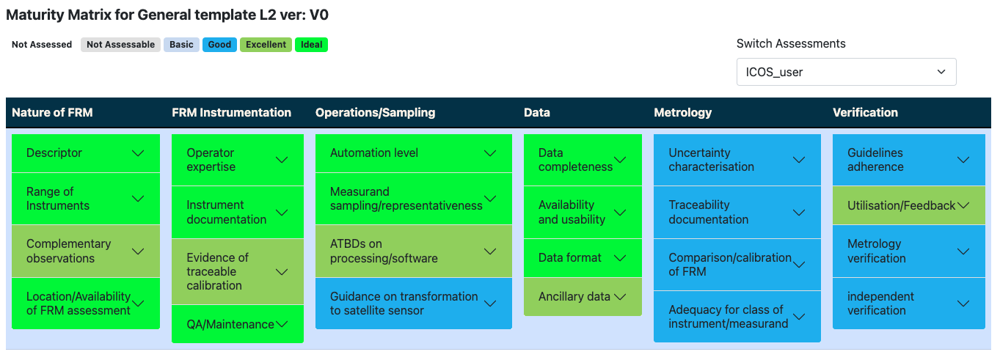 Maturity Matrix for General template L2 ver: V0
Not Assessed Not Assessable Basic Good Excellent Ideal
Switch Assessments
ICOS_user
Nature of FRM
Descriptor
Range of
Instruments
Complementary
observations
Location/Availability
of FRM assessment
FRM Instrumentation
Operator
expertise
Instrument
documentation
Evidence of
traceable
calibration
QA/Maintenance
Operations/Sampling
Automation level
Measurand
sampling/representativeness
ATBDs on
processing/software
Guidance on transformation
to satellite sensor
Data
Data
completeness
Availability
and usability
Data format
Ancillary data
Metrology
Uncertainty
characterisation
Traceability
documentation
Comparison/calibration
of FRM
Adequacy for class of
instrument/measurand
Verification
Guidelines
adherence
Utilisation/Feedback
Metrology
verification
independent
verification